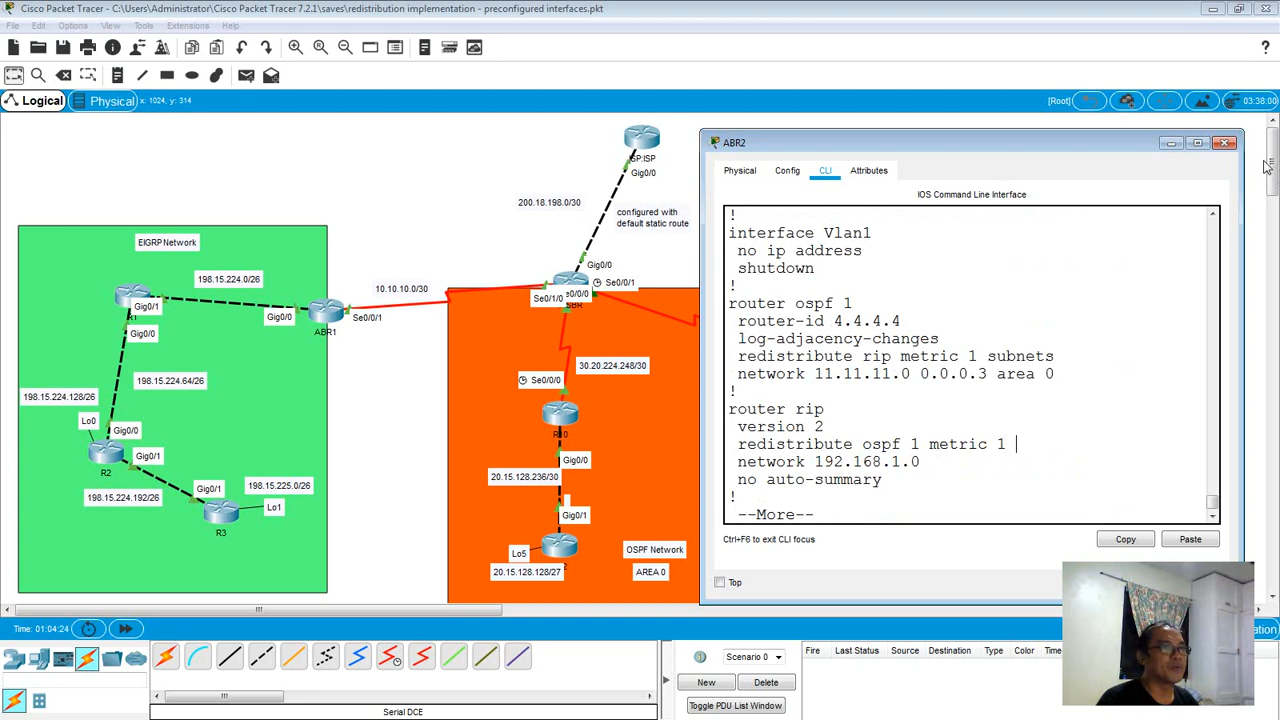 Cisco Packet Tracer - C:\Users\Administrator\Cisco Packet Tracer 7.2.1\saves\redistribution implementation - preconfigured interfaces.pkt
File Edit Options View Tools Extensions Help
Logical Physical x: 1024, y: 314 [Root] 03:38:00
200.18.198.0/30
Gig0/0
configured with
default static route
Gig0/0
Se0/0/1
Se0/1/0
EIGRP Network
198.15.224.0/26
10.10.10.0/30
Gig0/1
Gig0/0
ABR1
Se0/0/1
Gig0/0
198.15.224.64/26
198.15.224.128/26
Lo0
Gig0/0
R2
Gig0/1
198.15.224.192/26
Gig0/1
198.15.225.0/26
Lo1
R3
30.20.224.248/30
Se0/0/0
Gig0/0
20.15.128.236/30
Gig0/1
Lo5
20.15.128.128/27
OSPF Network
AREA 0
ABR2
Physical Config CLI Attributes
IOS Command Line Interface
!
interface Vlan1
no ip address
shutdown
!
router ospf 1
router-id 4.4.4.4
log-adjacency-changes
redistribute rip metric 1 subnets
network 11.11.11.0 0.0.0.3 area 0
!
router rip
version 2
redistribute ospf 1 metric 1
network 192.168.1.0
no auto-summary
!
--More--
Ctrl+F6 to exit CLI focus
Copy Paste
Top
Time: 01:04:24
Scenario 0
New Delete
Toggle PDU List Window
Fire Last Status Source Destination Type Color
Serial DCE